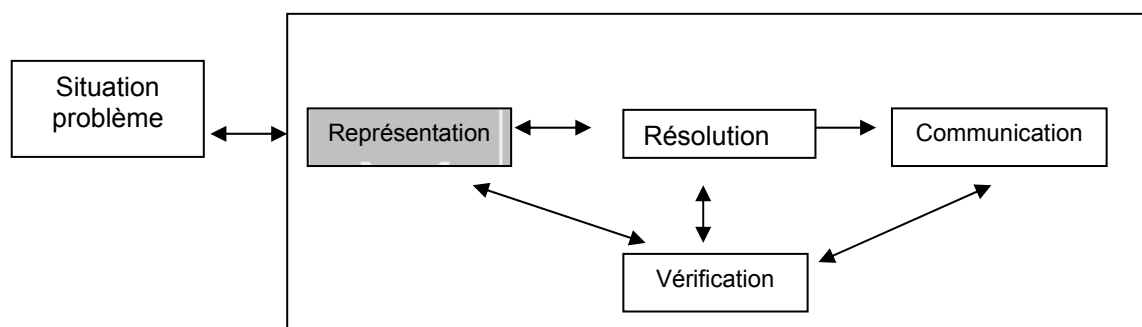 Situation
problème
Représentation
Résolution
Communication
Vérification